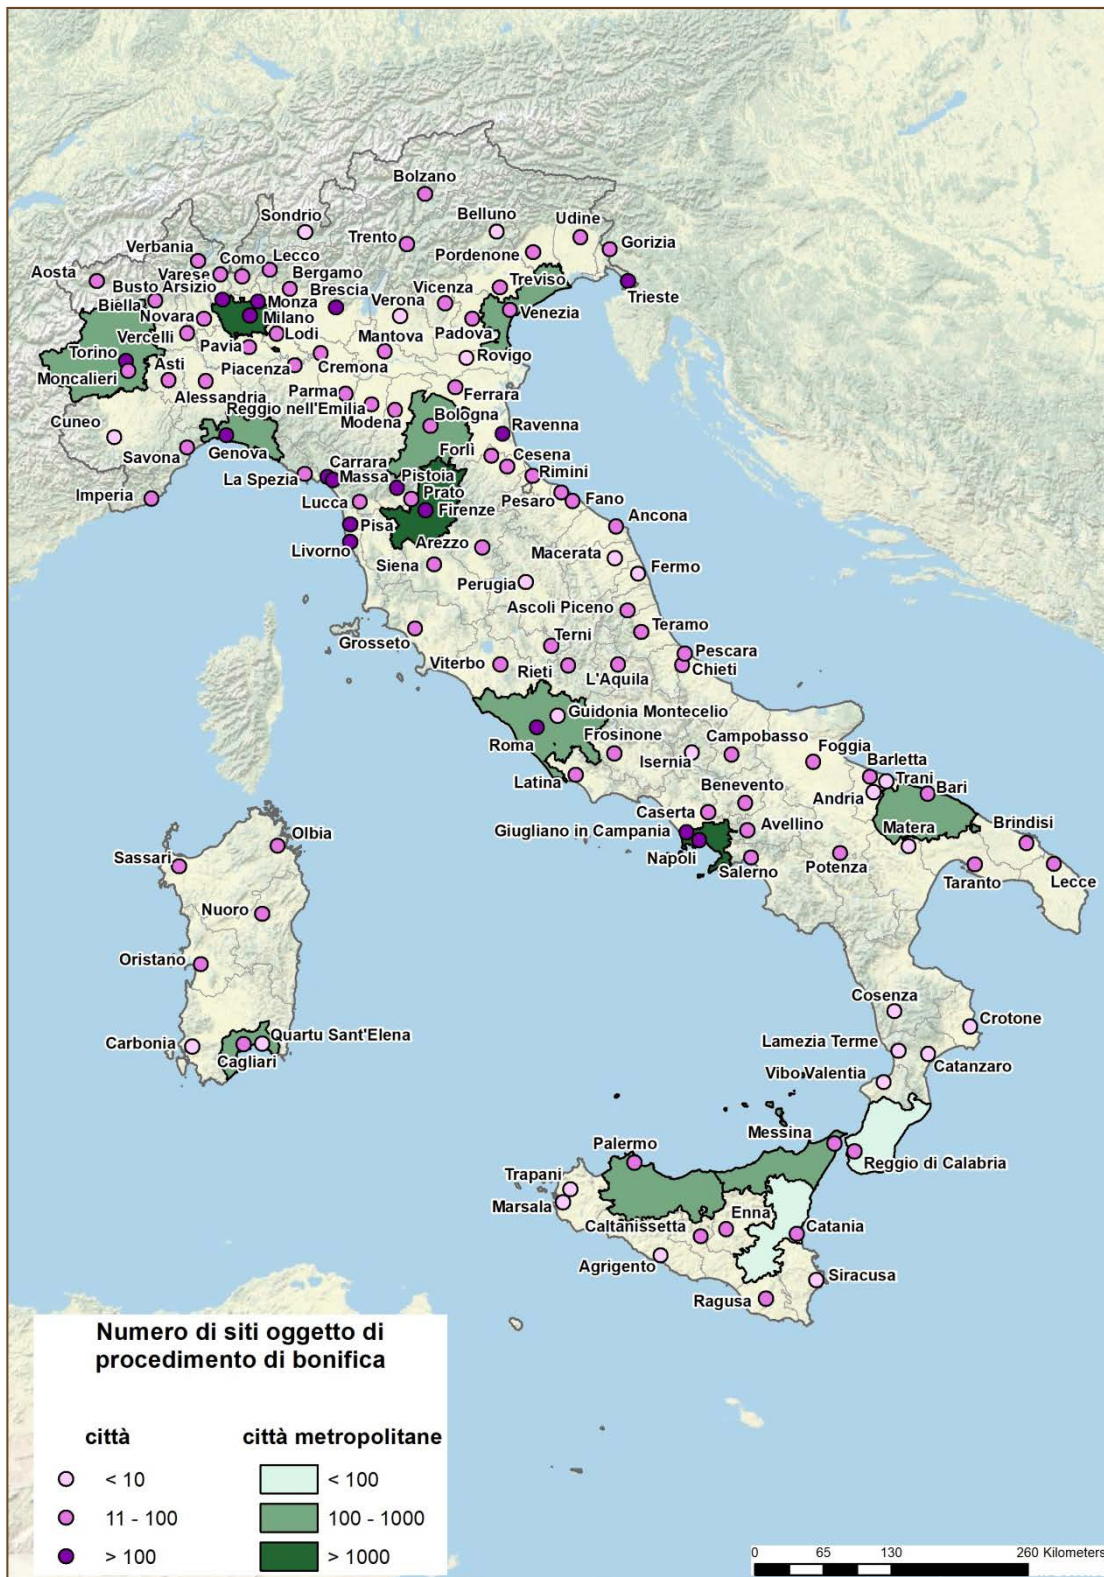 Bolzano
Sondrio
Belluno
Udine
Trento
Pordenone
Gorizia
Verbania
Como
Lecco
Aosta
Varese
Bergamo
Busto Arsizio
Brescia
Vicenza
Treviso
Trieste
Biella
Monza
Verona
Venezia
Novara
Milano
Padova
Vercelli
Lodi
Mantova
Torino
Pavia
Rovigo
Moncalieri
Asti
Piacenza
Cremona
Alessandria
Parma
Ferrara
Reggio nell'Emilia
Modena
Bologna
Cuneo
Ravenna
Savona
Genova
Forlì
Cesena
Carrara
La Spezia
Massa
Pistoia
Rimini
Imperia
Lucca
Prato
Pesaro
Fano
Firenze
Pisa
Ancona
Livorno
Arezzo
Macerata
Siena
Fermo
Perugia
Ascoli Piceno
Teramo
Grosseto
Terni
Pescara
Viterbo
Rieti
L'Aquila
Chieti
Guidonia Montecelio
Roma
Frosinone
Campobasso
Isernia
Foggia
Latina
Barletta
Trani
Benevento
Andria
Bari
Caserta
Giugliano in Campania
Avellino
Matera
Brindisi
Olbia
Napoli
Salerno
Potenza
Sassari
Taranto
Lecce
Nuoro
Oristano
Cosenza
Crotone
Quartu Sant'Elena
Carbonia
Lamezia Terme
Cagliari
Catanzaro
Vibo Valentia
Messina
Palermo
Reggio di Calabria
Trapani
Marsala
Enna
Caltanissetta
Catania
Agrigento
Siracusa
Ragusa
Numero di siti oggetto di
procedimento di bonifica
città città metropolitane
< 10 < 100
11 - 100 100 - 1000
> 100 > 1000
0 65 130 260 Kilometers